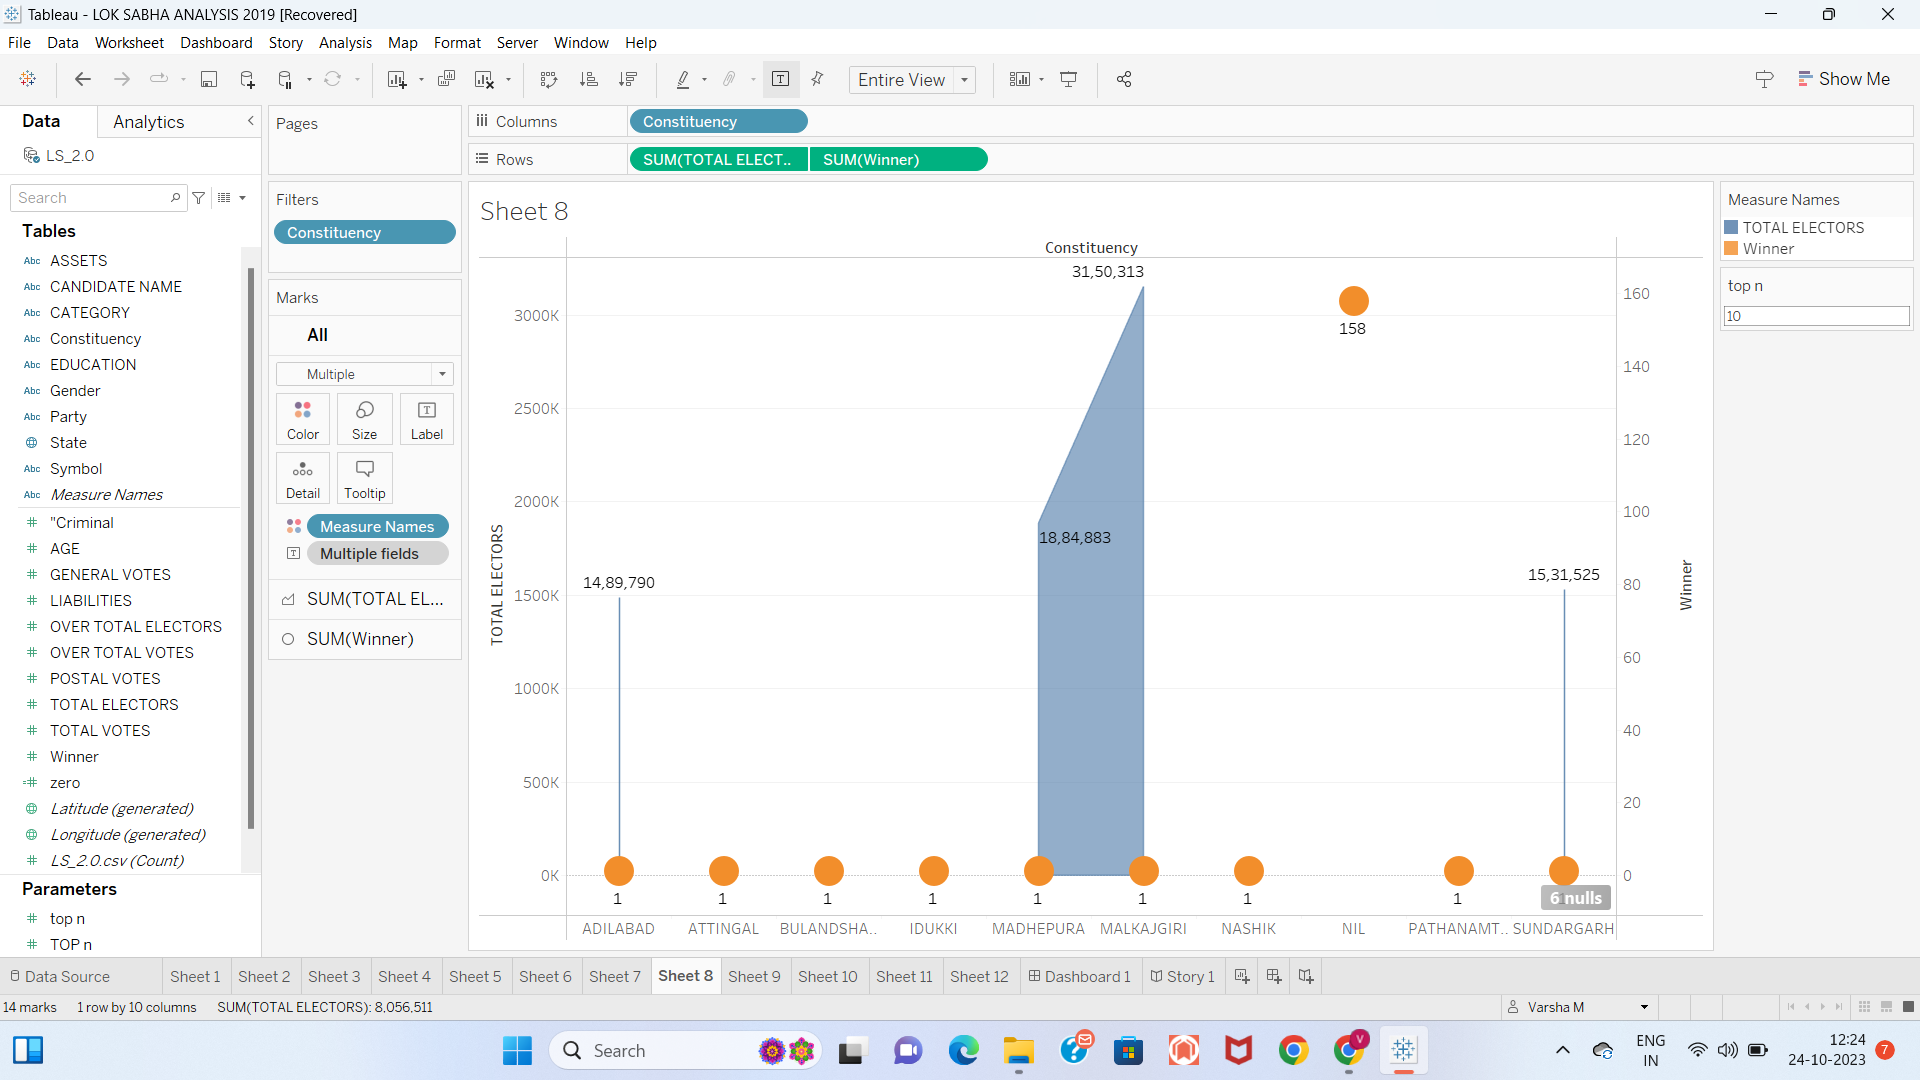 Tableau - LOK SABHA ANALYSIS 2019 [Recovered]
File Data Worksheet Dashboard Story Analysis Map Format Server Window Help
Entire View
Show Me
Data
Analytics
LS_2.0
Search
Tables
Abc ASSETS
Abc CANDIDATE NAME
Abc CATEGORY
Abc Constituency
Abc EDUCATION
Abc Gender
Abc Party
State
Abc Symbol
Abc Measure Names
# "Criminal
# AGE
# GENERAL VOTES
# LIABILITIES
# OVER TOTAL ELECTORS
# OVER TOTAL VOTES
# POSTAL VOTES
# TOTAL ELECTORS
# TOTAL VOTES
# Winner
=# zero
Latitude (generated)
Longitude (generated)
# LS_2.0.csv (Count)
Parameters
# top n
# TOP n
Pages
Filters
Constituency
Marks
All
Multiple
Color
Size
Label
Detail
Tooltip
Measure Names
Multiple fields
SUM(TOTAL EL...
SUM(Winner)
Columns
Constituency
Rows
SUM(TOTAL ELECT..
SUM(Winner)
Sheet 8
Constituency
TOTAL ELECTORS
3000K
2500K
2000K
1500K
1000K
500K
0K
14,89,790
18,84,883
31,50,313
158
15,31,525
1
1
1
1
1
1
1
1
6 nulls
160
140
120
100
80
60
40
20
0
Winner
ADILABAD
ATTINGAL
BULANDSHA..
IDUKKI
MADHEPURA
MALKAJGIRI
NASHIK
NIL
PATHANAMT..
SUNDARGARH
Measure Names
TOTAL ELECTORS
Winner
top n
10
Data Source
Sheet 1
Sheet 2
Sheet 3
Sheet 4
Sheet 5
Sheet 6
Sheet 7
Sheet 8
Sheet 9
Sheet 10
Sheet 11
Sheet 12
Dashboard 1
Story 1
14 marks
1 row by 10 columns
SUM(TOTAL ELECTORS): 8,056,511
Varsha M
Search
V
ENG
IN
12:24
24-10-2023
7